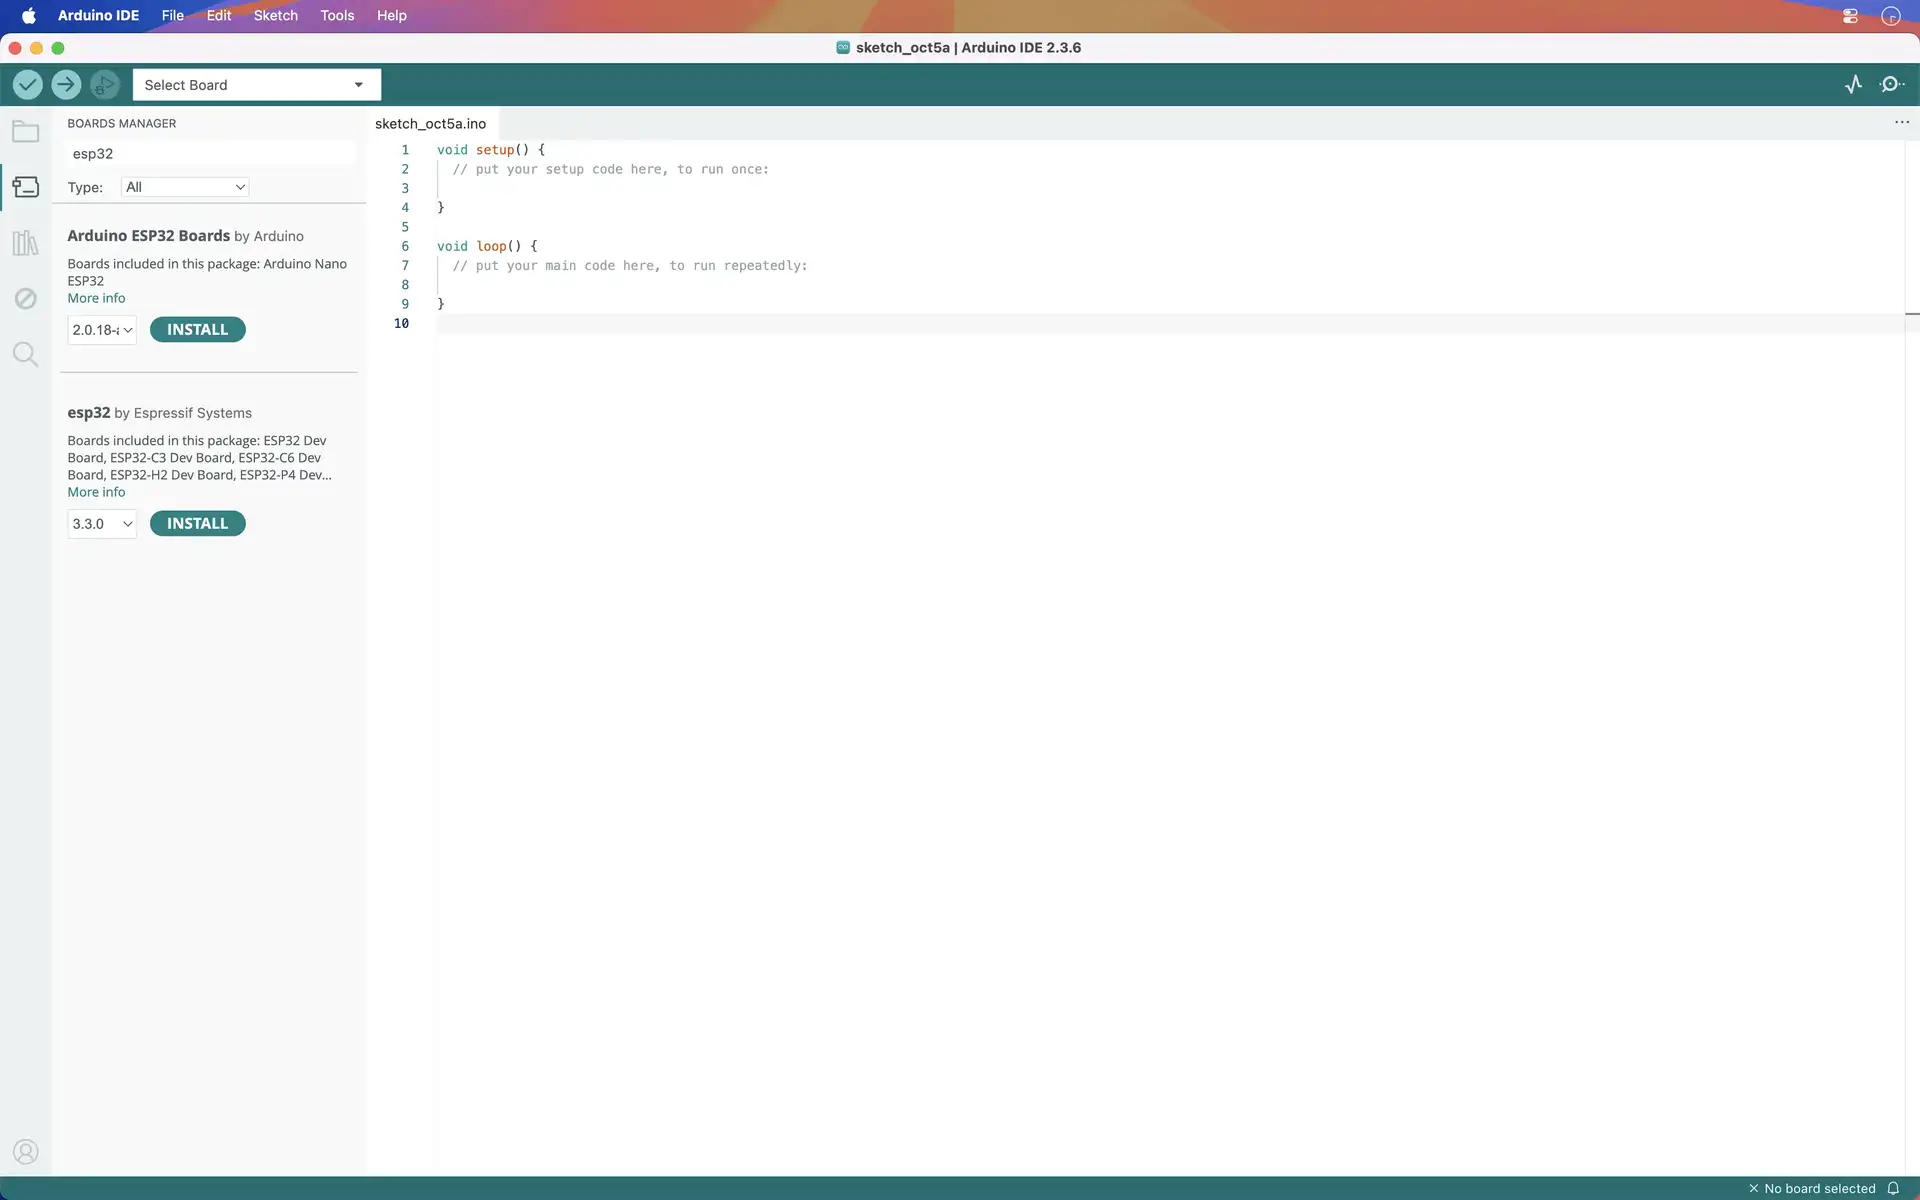 Arduino IDE File Edit Sketch Tools Help
sketch_oct5a | Arduino IDE 2.3.6
Select Board
BOARDS MANAGER
esp32
Type: All
Arduino ESP32 Boards by Arduino
Boards included in this package: Arduino Nano
ESP32
More info
2.0.18-a INSTALL
esp32 by Espressif Systems
Boards included in this package: ESP32 Dev
Board, ESP32-C3 Dev Board, ESP32-C6 Dev
Board, ESP32-H2 Dev Board, ESP32-P4 Dev...
More info
3.3.0 INSTALL
sketch_oct5a.ino
1 void setup() {
2 // put your setup code here, to run once:
3
4 }
5
6 void loop() {
7 // put your main code here, to run repeatedly:
8
9 }
10
No board selected